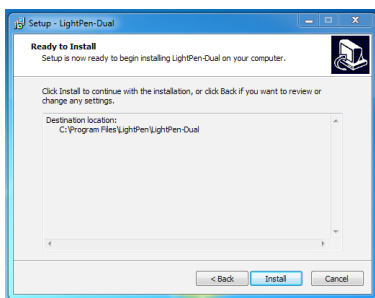 Setup - LightPen-Dual
Ready to Install
Setup is now ready to begin installing LightPen-Dual on your computer.
Click Install to continue with the installation, or click Back if you want to review or
change any settings.
Destination location:
C:\Program Files\LightPen\LightPen-Dual
< Back
Install
Cancel